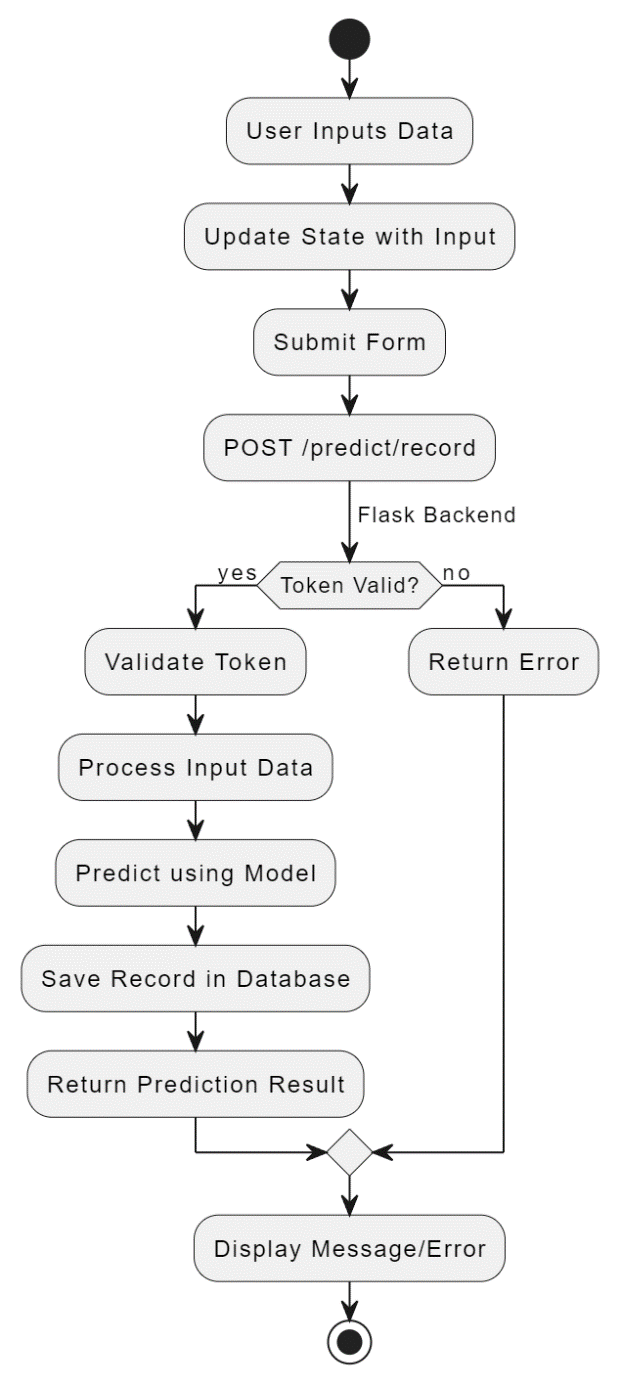 User Inputs Data
Update State with Input
Submit Form
POST /predict/record
Flask Backend
yes
Token Valid?
no
Validate Token
Return Error
Process Input Data
Predict using Model
Save Record in Database
Return Prediction Result
Display Message/Error